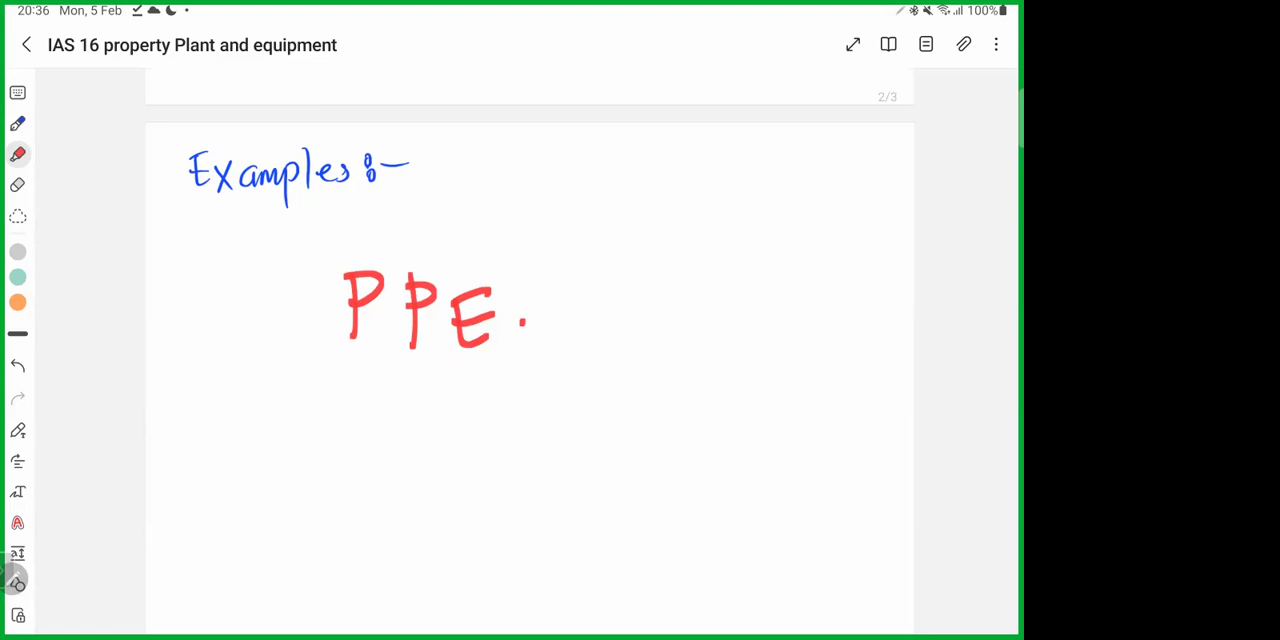 20:36 Mon, 5 Feb 100%
IAS 16 property Plant and equipment
2/3
Examples :-
PPE.